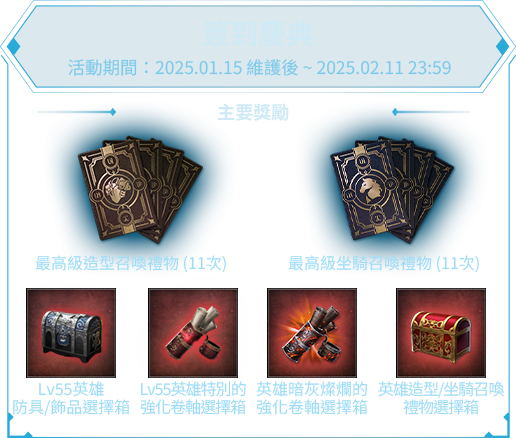 活動期間：2025.01.15 維護後 ~ 2025.02.11 23:59
主要獎勵
最高級造型召喚禮物 (11次)
最高級坐騎召喚禮物 (11次)
Lv55英雄
防具/飾品選擇箱
Lv55英雄特別的
強化卷軸選擇箱
英雄暗灰燦爛的
強化卷軸選擇箱
英雄造型/坐騎召喚
禮物選擇箱